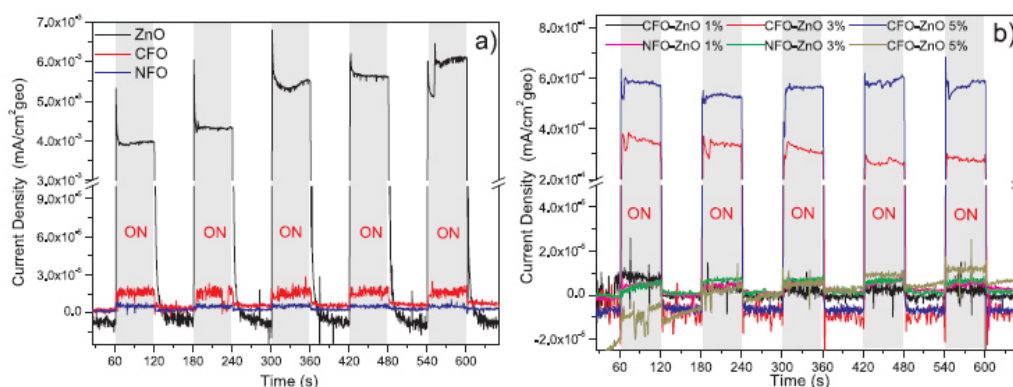 7.0x10⁻³
6.0x10⁻³
5.0x10⁻³
4.0x10⁻³
3.0x10⁻³
9.0x10⁻⁶
6.0x10⁻⁶
3.0x10⁻⁶
0.0
Current Density (mA/cm²geo)
ZnO
CFO
NFO
a)
ON ON ON ON ON
60 120 180 240 300 360 420 480 540 600
Time (s)
8.0x10⁻⁴
6.0x10⁻⁴
4.0x10⁻⁴
2.0x10⁻⁴
4.0x10⁻⁶
2.0x10⁻⁶
0.0
-2.0x10⁻⁶
Current Density (mA/cm²geo)
CFO-ZnO 1% CFO-ZnO 3% CFO-ZnO 5%
NFO-ZnO 1% NFO-ZnO 3% CFO-ZnO 5%
b)
ON ON ON ON ON
60 120 180 240 300 360 420 480 540 600
Time (s)